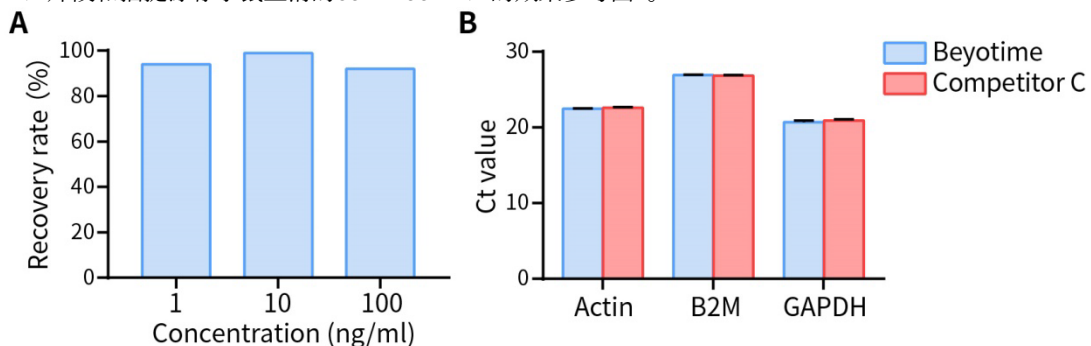 A
B
Recovery rate (%)
100
80
60
40
20
0
1
10
100
Concentration (ng/ml)
Ct value
30
20
10
0
Actin
B2M
GAPDH
Beyotime
Competitor C